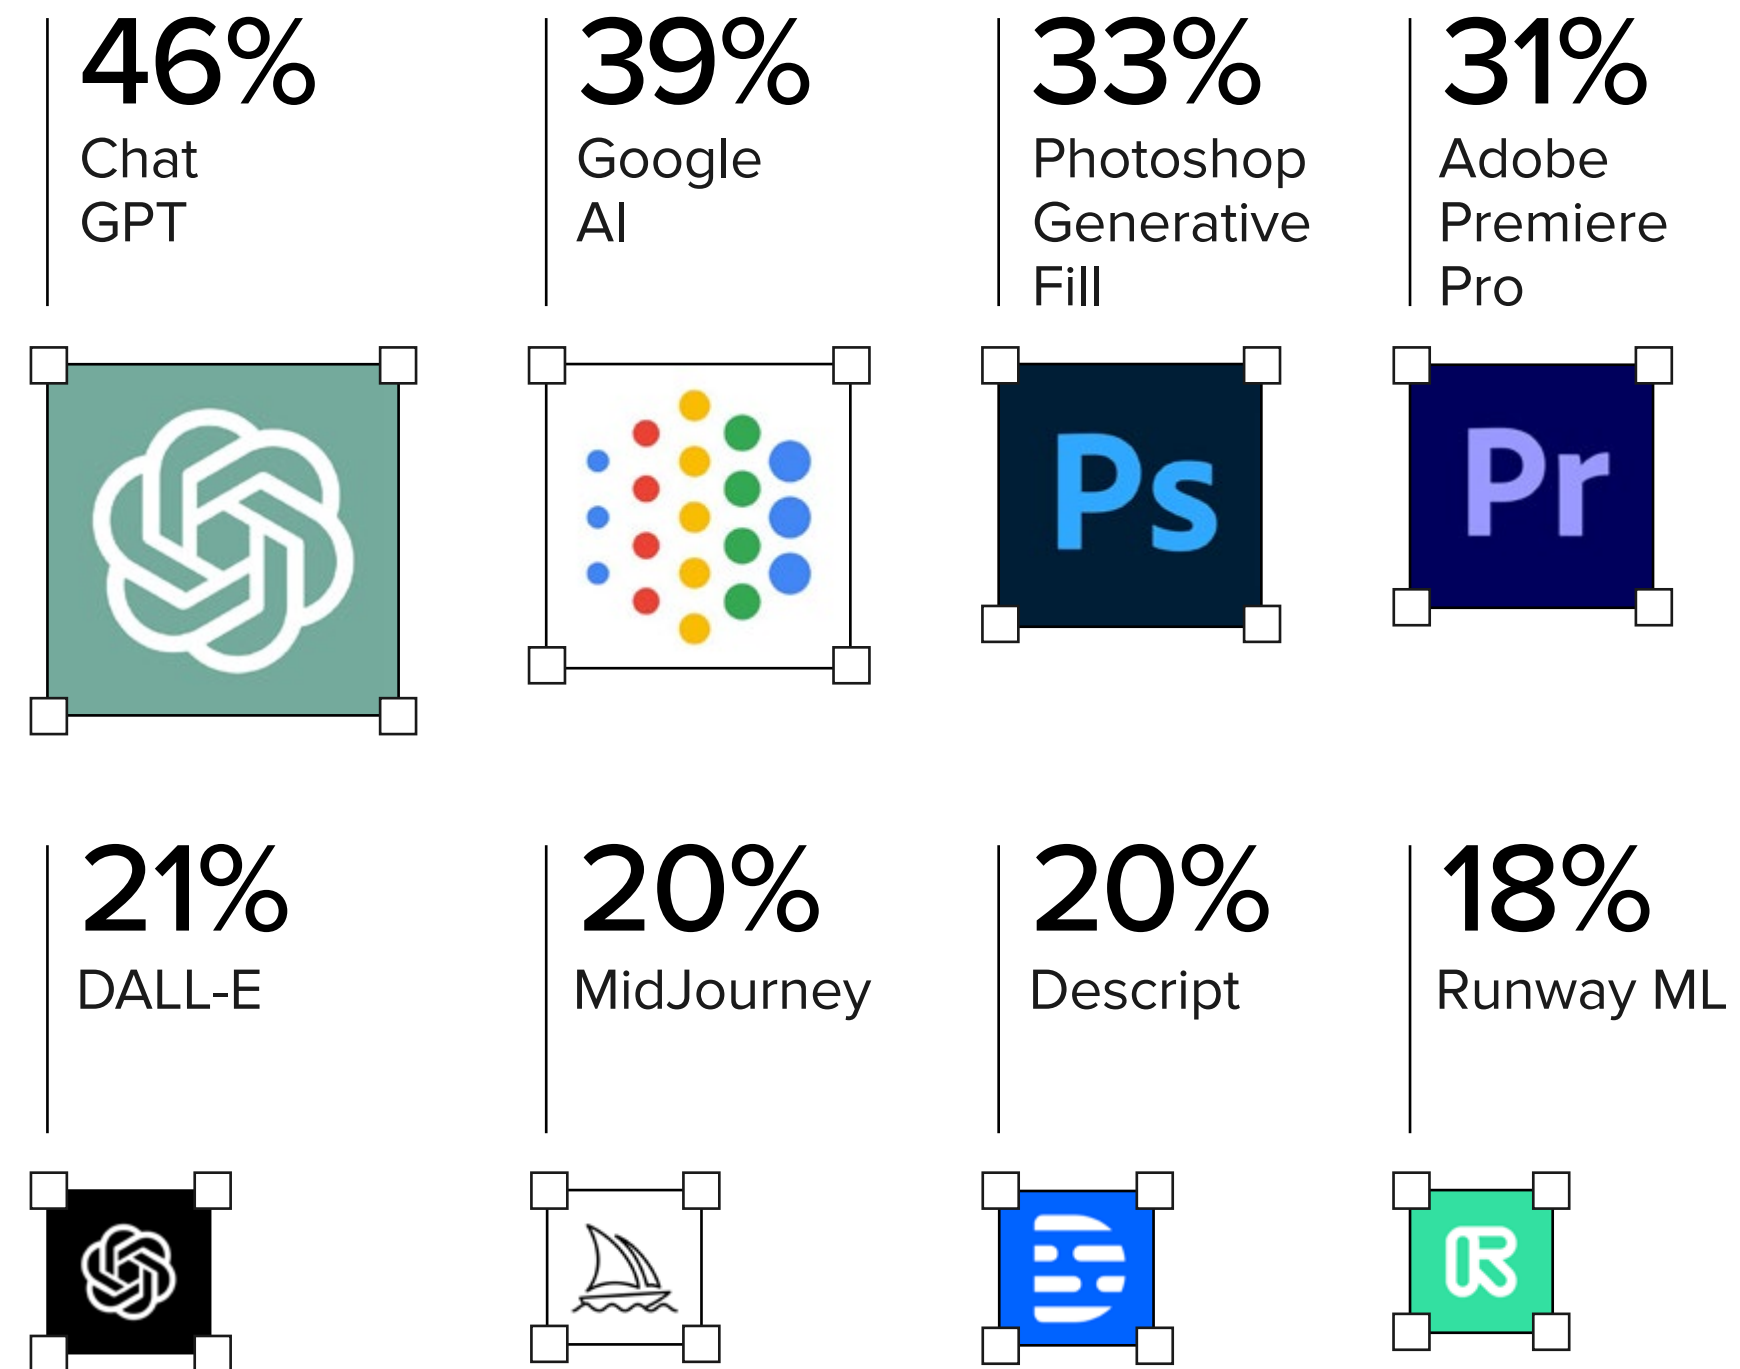 46%
Chat
GPT
39%
Google
AI
33%
Photoshop
Generative
Fill
31%
Adobe
Premiere
Pro
Ps
Pr
21%
DALL-E
20%
MidJourney
20%
Descript
18%
Runway ML
R